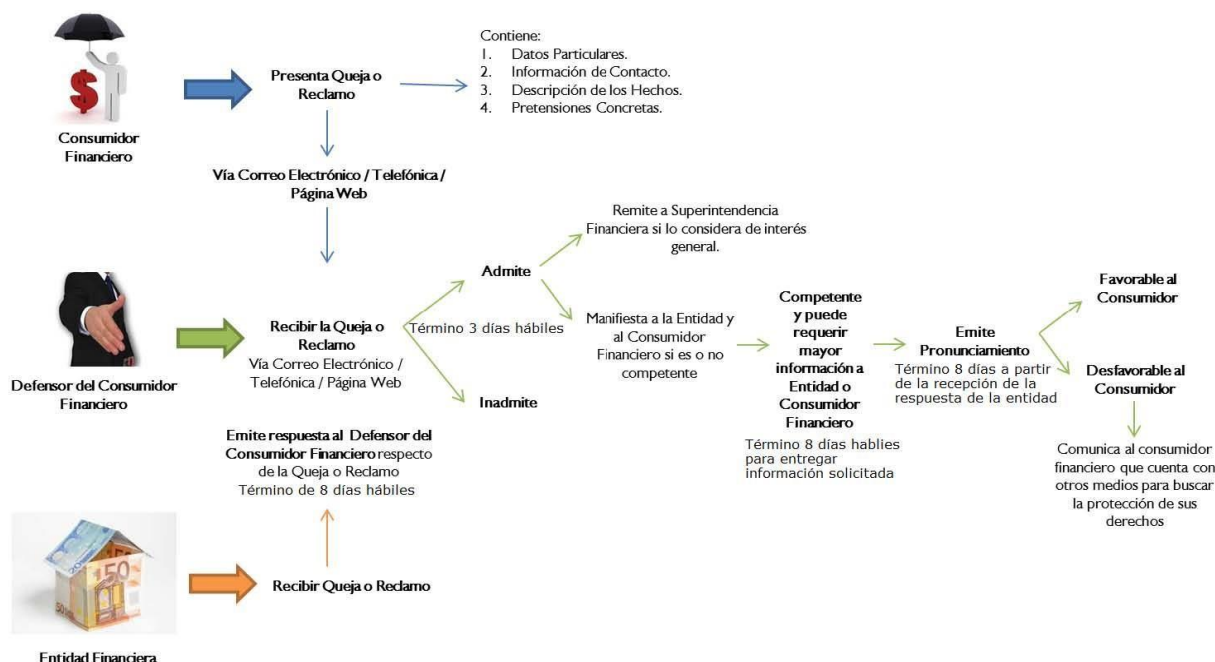 Contiene:
1. Datos Particulares.
2. Información de Contacto.
3. Descripción de los Hechos.
4. Pretensiones Concretas.
Presenta Queja o
Reclamo
Consumidor
Financiero
Vía Correo Electrónico / Telefónica /
Página Web
Remite a Superintendencia
Financiera si lo considera de interés
general.
Admite
Recibir la Queja o
Reclamo
Vía Correo Electrónico /
Telefónica / Página Web
Término 3 días hábiles
Inadmite
Manifiesta a la Entidad y
al Consumidor
Financiero si es o no
competente
Competente
y puede
requerir
mayor
información a
Entidad o
Consumidor
Financiero
Término 8 días hablies
para entregar
información solicitada
Emite
Pronunciamiento
Término 8 días a partir
de la recepción de la
respuesta de la entidad
Favorable al
Consumidor
Desfavorable al
Consumidor
Comunica al consumidor
financiero que cuenta con
otros medios para buscar
la protección de sus
derechos
Defensor del Consumidor
Financiero
Emite respuesta al Defensor del
Consumidor Financiero respecto
de la Queja o Reclamo
Término de 8 días hábiles
Recibir Queja o Reclamo
50
Entidad Financiera